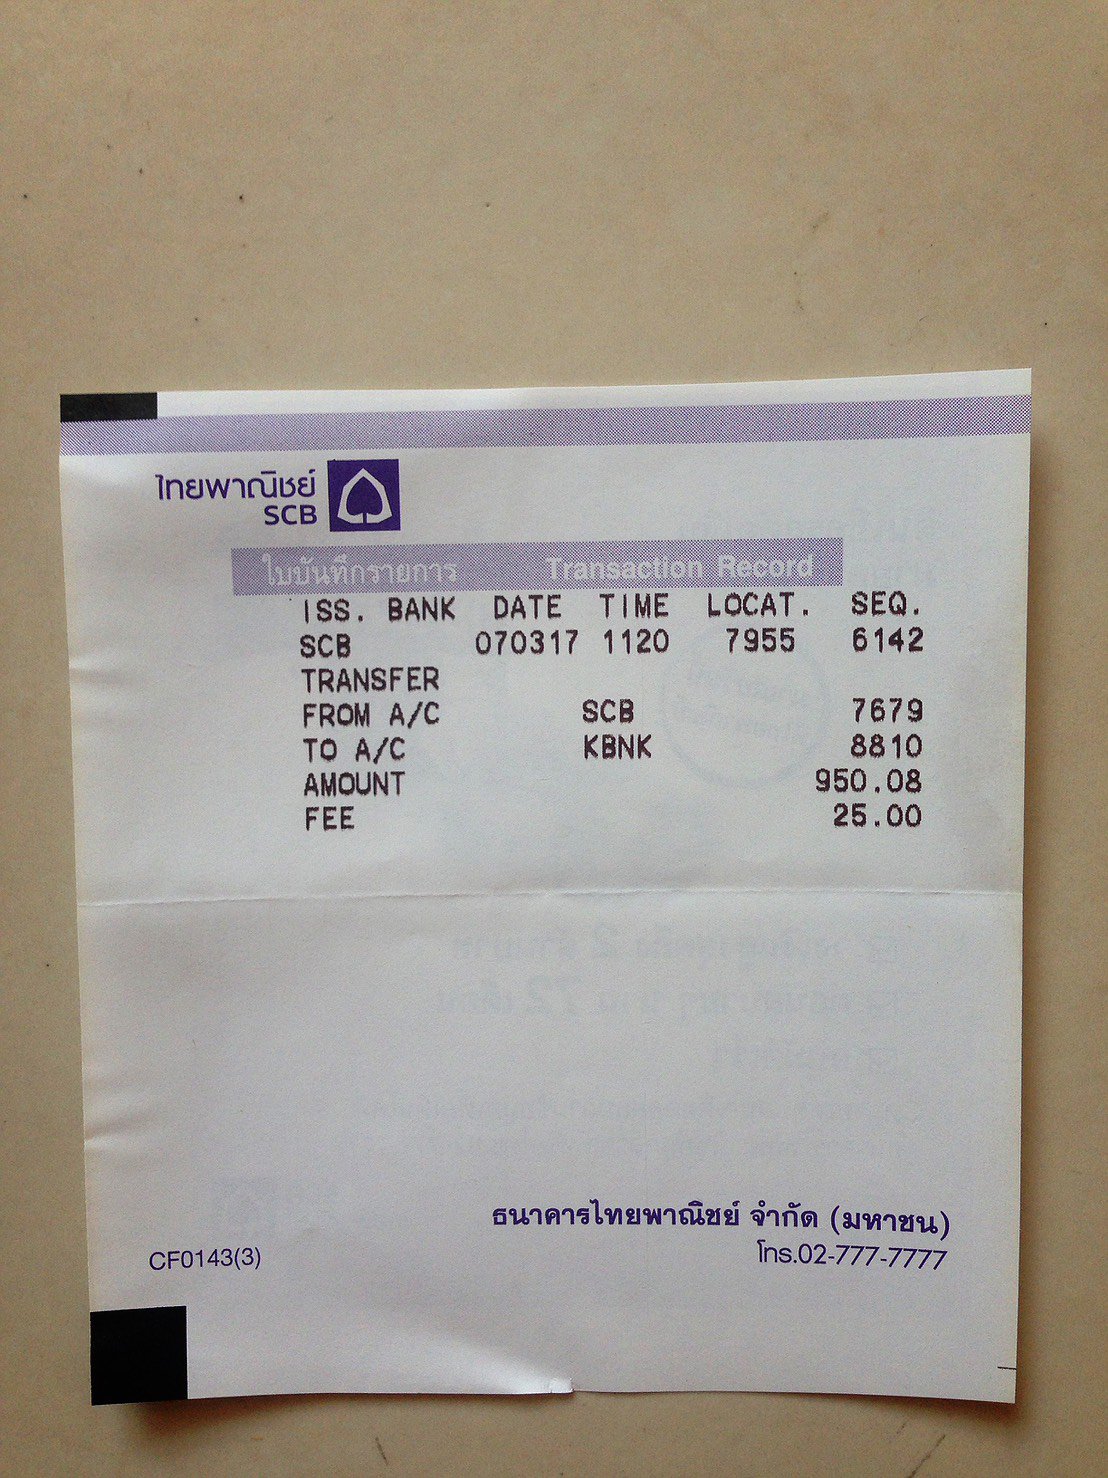 ไทยพาณิชย์
SCB
ใบบันทึกรายการ Transaction Record
ISS. BANK DATE TIME LOCAT. SEQ.
SCB 070317 1120 7955 6142
TRANSFER
FROM A/C SCB 7679
TO A/C KBNK 8810
AMOUNT 950.08
FEE 25.00
ธนาคารไทยพาณิชย์ จำกัด (มหาชน)
โทร.02-777-7777
CF0143(3)